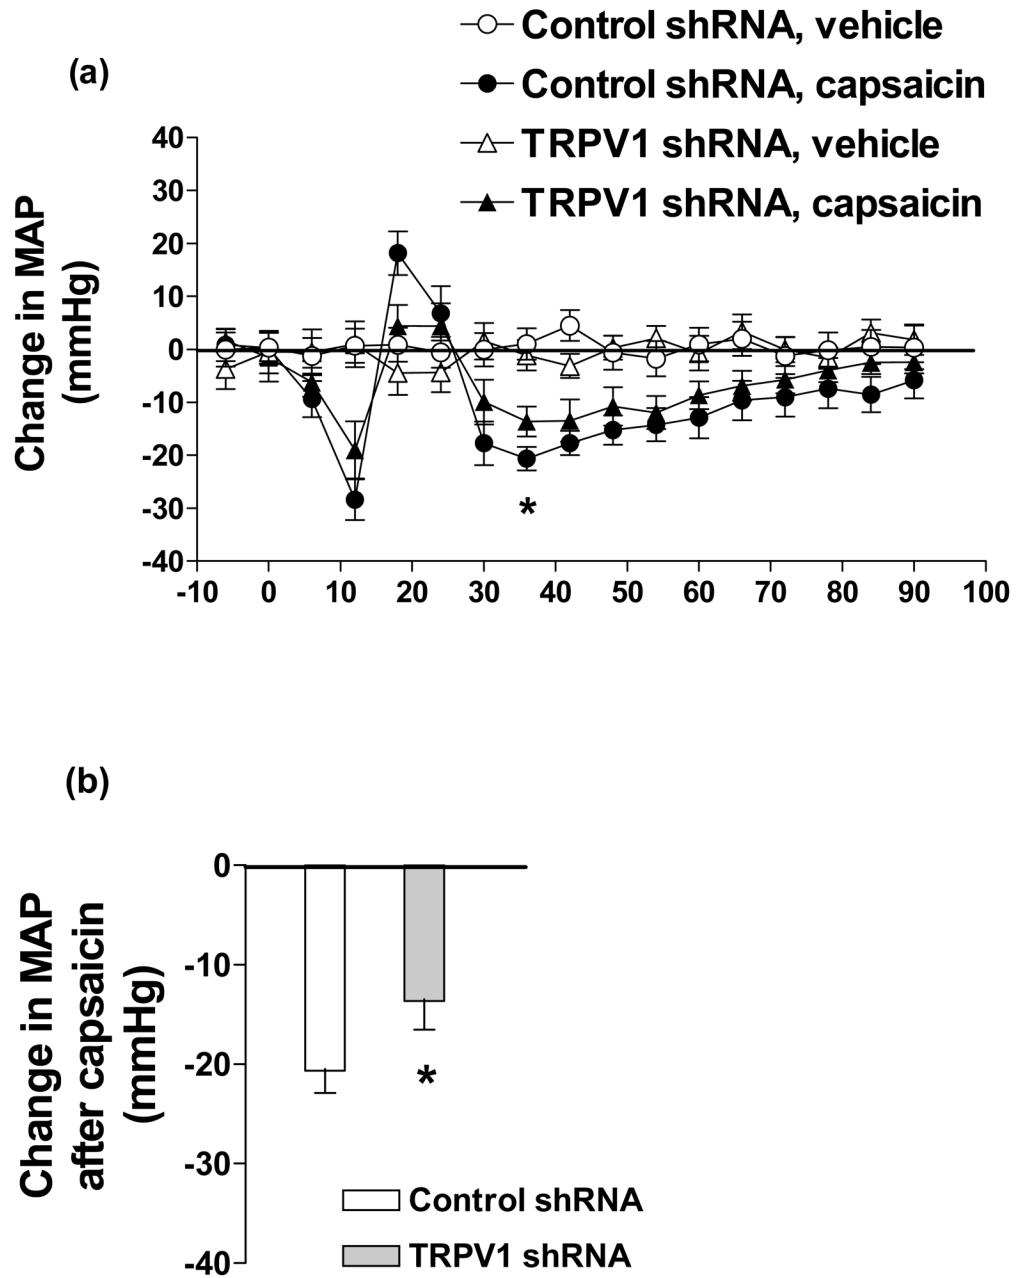 Control shRNA, vehicle
(a)
Control shRNA, capsaicin
TRPV1 shRNA, vehicle
TRPV1 shRNA, capsaicin
Change in MAP
(mmHg)
40
30
20
10
0
-10
-20
-30
-40
*
-10 0 10 20 30 40 50 60 70 80 90 100
(b)
Change in MAP
after capsaicin
(mmHg)
0
-10
-20
-30
-40
*
Control shRNA
TRPV1 shRNA